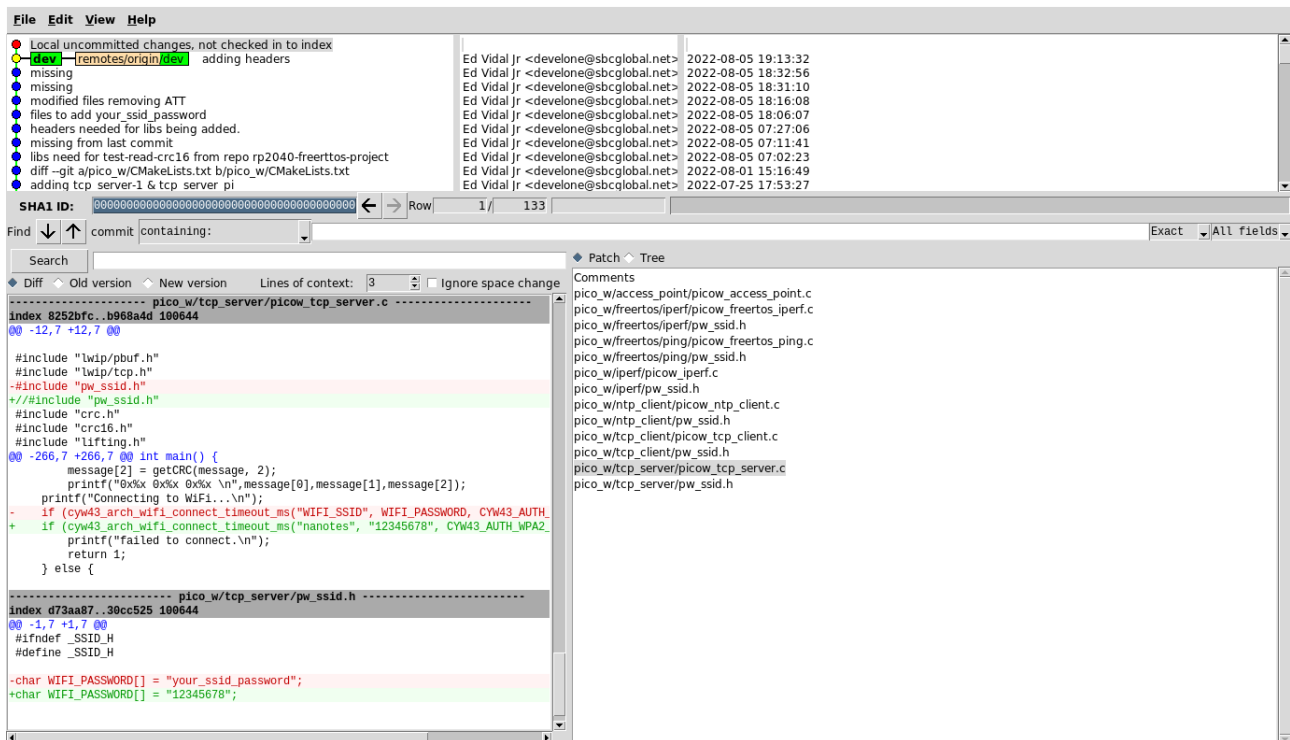 File Edit View Help
Local uncommitted changes, not checked in to index
dev remotes/origin/dev adding headers Ed Vidal Jr <develone@sbcglobal.net> 2022-08-05 19:13:32
missing Ed Vidal Jr <develone@sbcglobal.net> 2022-08-05 18:32:56
missing Ed Vidal Jr <develone@sbcglobal.net> 2022-08-05 18:31:10
modified files removing ATT Ed Vidal Jr <develone@sbcglobal.net> 2022-08-05 18:16:08
files to add your_ssid_password Ed Vidal Jr <develone@sbcglobal.net> 2022-08-05 18:06:07
headers needed for libs being added. Ed Vidal Jr <develone@sbcglobal.net> 2022-08-05 07:27:06
missing from last commit Ed Vidal Jr <develone@sbcglobal.net> 2022-08-05 07:11:41
libs need for test-read-crc16 from repo rp2040-freerttos-project Ed Vidal Jr <develone@sbcglobal.net> 2022-08-05 07:02:23
diff --git a/pico_w/CMakeLists.txt b/pico_w/CMakeLists.txt Ed Vidal Jr <develone@sbcglobal.net> 2022-08-01 15:16:49
adding tcp_server-1 & tcp_server_pi Ed Vidal Jr <develone@sbcglobal.net> 2022-07-25 17:53:27
SHA1 ID: 0000000000000000000000000000000000000000 Row 1 / 133
Find commit containing: Exact All fields
Search
Diff Old version New version Lines of context: 3 Ignore space change
--------------------- pico_w/tcp_server/picow_tcp_server.c ---------------------
index 8252bfc..b968a4d 100644
@@ -12,7 +12,7 @@
#include "lwip/pbuf.h"
#include "lwip/tcp.h"
-#include "pw_ssid.h"
+//#include "pw_ssid.h"
#include "crc.h"
#include "crc16.h"
#include "lifting.h"
@@ -266,7 +266,7 @@ int main() {
message[2] = getCRC(message, 2);
printf("0x%x 0x%x 0x%x \n",message[0],message[1],message[2]);
printf("Connecting to WiFi...\n");
- if (cyw43_arch_wifi_connect_timeout_ms("WIFI_SSID", WIFI_PASSWORD, CYW43_AUTH_
+ if (cyw43_arch_wifi_connect_timeout_ms("nanotes", "12345678", CYW43_AUTH_WPA2_
printf("failed to connect.\n");
return 1;
} else {
------------------------- pico_w/tcp_server/pw_ssid.h -------------------------
index d73aa87..30cc525 100644
@@ -1,7 +1,7 @@
#ifndef _SSID_H
#define _SSID_H
-char WIFI_PASSWORD[] = "your_ssid_password";
+char WIFI_PASSWORD[] = "12345678";
Patch Tree
Comments
pico_w/access_point/picow_access_point.c
pico_w/freertos/iperf/picow_freertos_iperf.c
pico_w/freertos/iperf/pw_ssid.h
pico_w/freertos/ping/picow_freertos_ping.c
pico_w/freertos/ping/pw_ssid.h
pico_w/iperf/picow_iperf.c
pico_w/iperf/pw_ssid.h
pico_w/ntp_client/picow_ntp_client.c
pico_w/ntp_client/pw_ssid.h
pico_w/tcp_client/picow_tcp_client.c
pico_w/tcp_client/pw_ssid.h
pico_w/tcp_server/picow_tcp_server.c
pico_w/tcp_server/pw_ssid.h